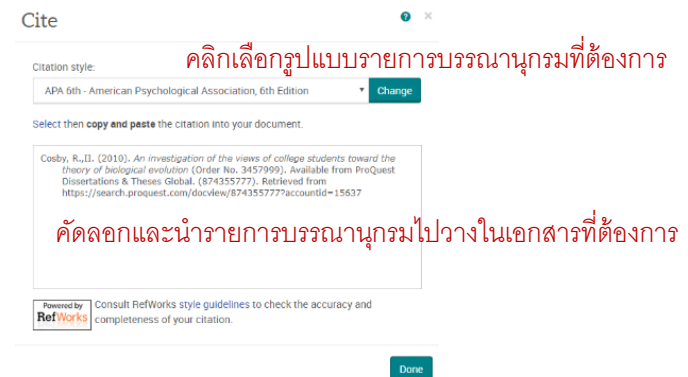 Cite
? ×
คลิกเลือกรูปแบบรายการบรรณานุกรมที่ต้องการ
Citation style:
APA 6th - American Psychological Association, 6th Edition ▼ Change
Select then copy and paste the citation into your document.
Cosby, R.,II. (2010). An investigation of the views of college students toward the
theory of biological evolution (Order No. 3457999). Available from ProQuest
Dissertations & Theses Global. (874355777). Retrieved from
https://search.proquest.com/docview/874355777?accountid=15637
คัดลอกและนำรายการบรรณานุกรมไปวางในเอกสารที่ต้องการ
Powered by
RefWorks
Consult RefWorks style guidelines to check the accuracy and
completeness of your citation.
Done